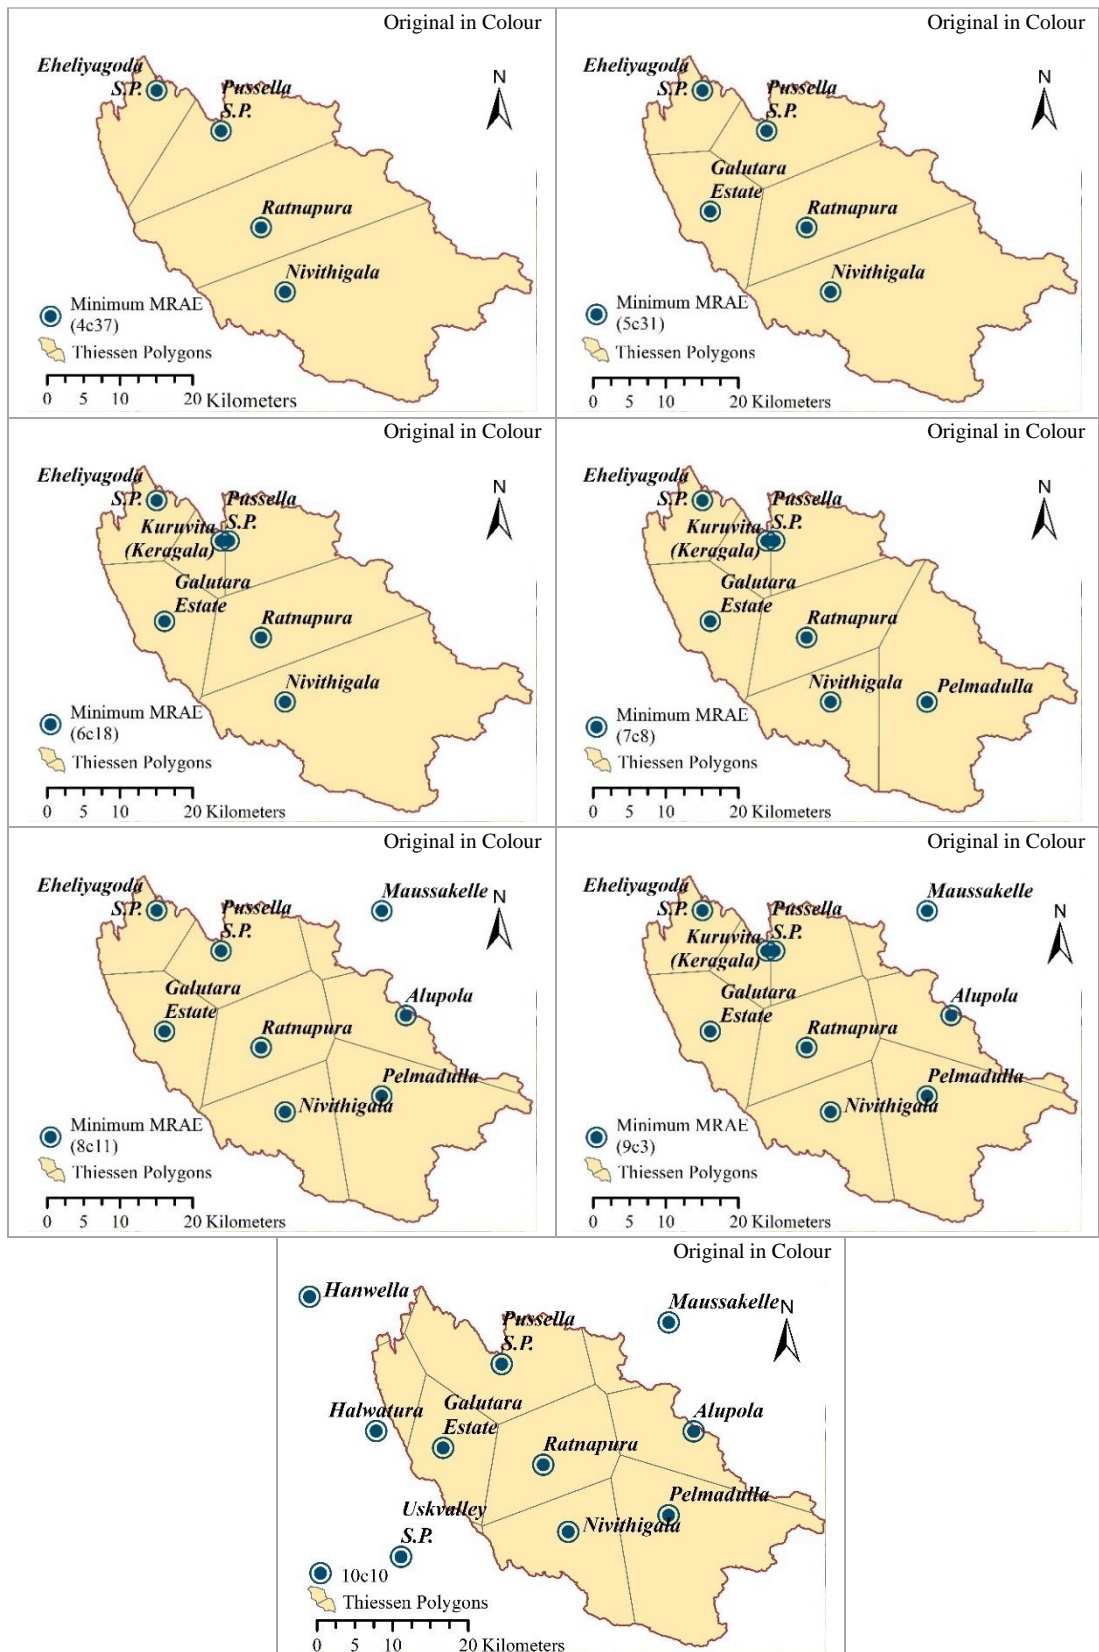 Original in Colour
Eheliyagoda
S.P.
Pussella
S.P.
N
Ratnapura
Nivithigala
Minimum MRAE
(4c37)
Thiessen Polygons
0 5 10 20 Kilometers
Original in Colour
Eheliyagoda
S.P.
Pussella
S.P.
N
Galutara
Estate
Ratnapura
Nivithigala
Minimum MRAE
(5c31)
Thiessen Polygons
0 5 10 20 Kilometers
Original in Colour
Eheliyagoda
S.P.
Pussella
S.P.
N
Kuruvita
(Keragala)
Galutara
Estate
Ratnapura
Nivithigala
Minimum MRAE
(6c18)
Thiessen Polygons
0 5 10 20 Kilometers
Original in Colour
Eheliyagoda
S.P.
Pussella
S.P.
N
Kuruvita
(Keragala)
Galutara
Estate
Ratnapura
Nivithigala
Pelmadulla
Minimum MRAE
(7c8)
Thiessen Polygons
0 5 10 20 Kilometers
Original in Colour
Eheliyagoda
S.P.
Pussella
S.P.
Maussakelle
N
Galutara
Estate
Alupola
Ratnapura
Pelmadulla
Nivithigala
Minimum MRAE
(8c11)
Thiessen Polygons
0 5 10 20 Kilometers
Original in Colour
Eheliyagoda
S.P.
Pussella
S.P.
Maussakelle
N
Kuruvita
(Keragala)
Galutara
Estate
Alupola
Ratnapura
Pelmadulla
Nivithigala
Minimum MRAE
(9c3)
Thiessen Polygons
0 5 10 20 Kilometers
Original in Colour
Hanwella
Pussella
S.P.
Maussakelle
N
Halwatura
Galutara
Estate
Alupola
Ratnapura
Uskvalley
S.P.
Pelmadulla
Nivithigala
10c10
Thiessen Polygons
0 5 10 20 Kilometers